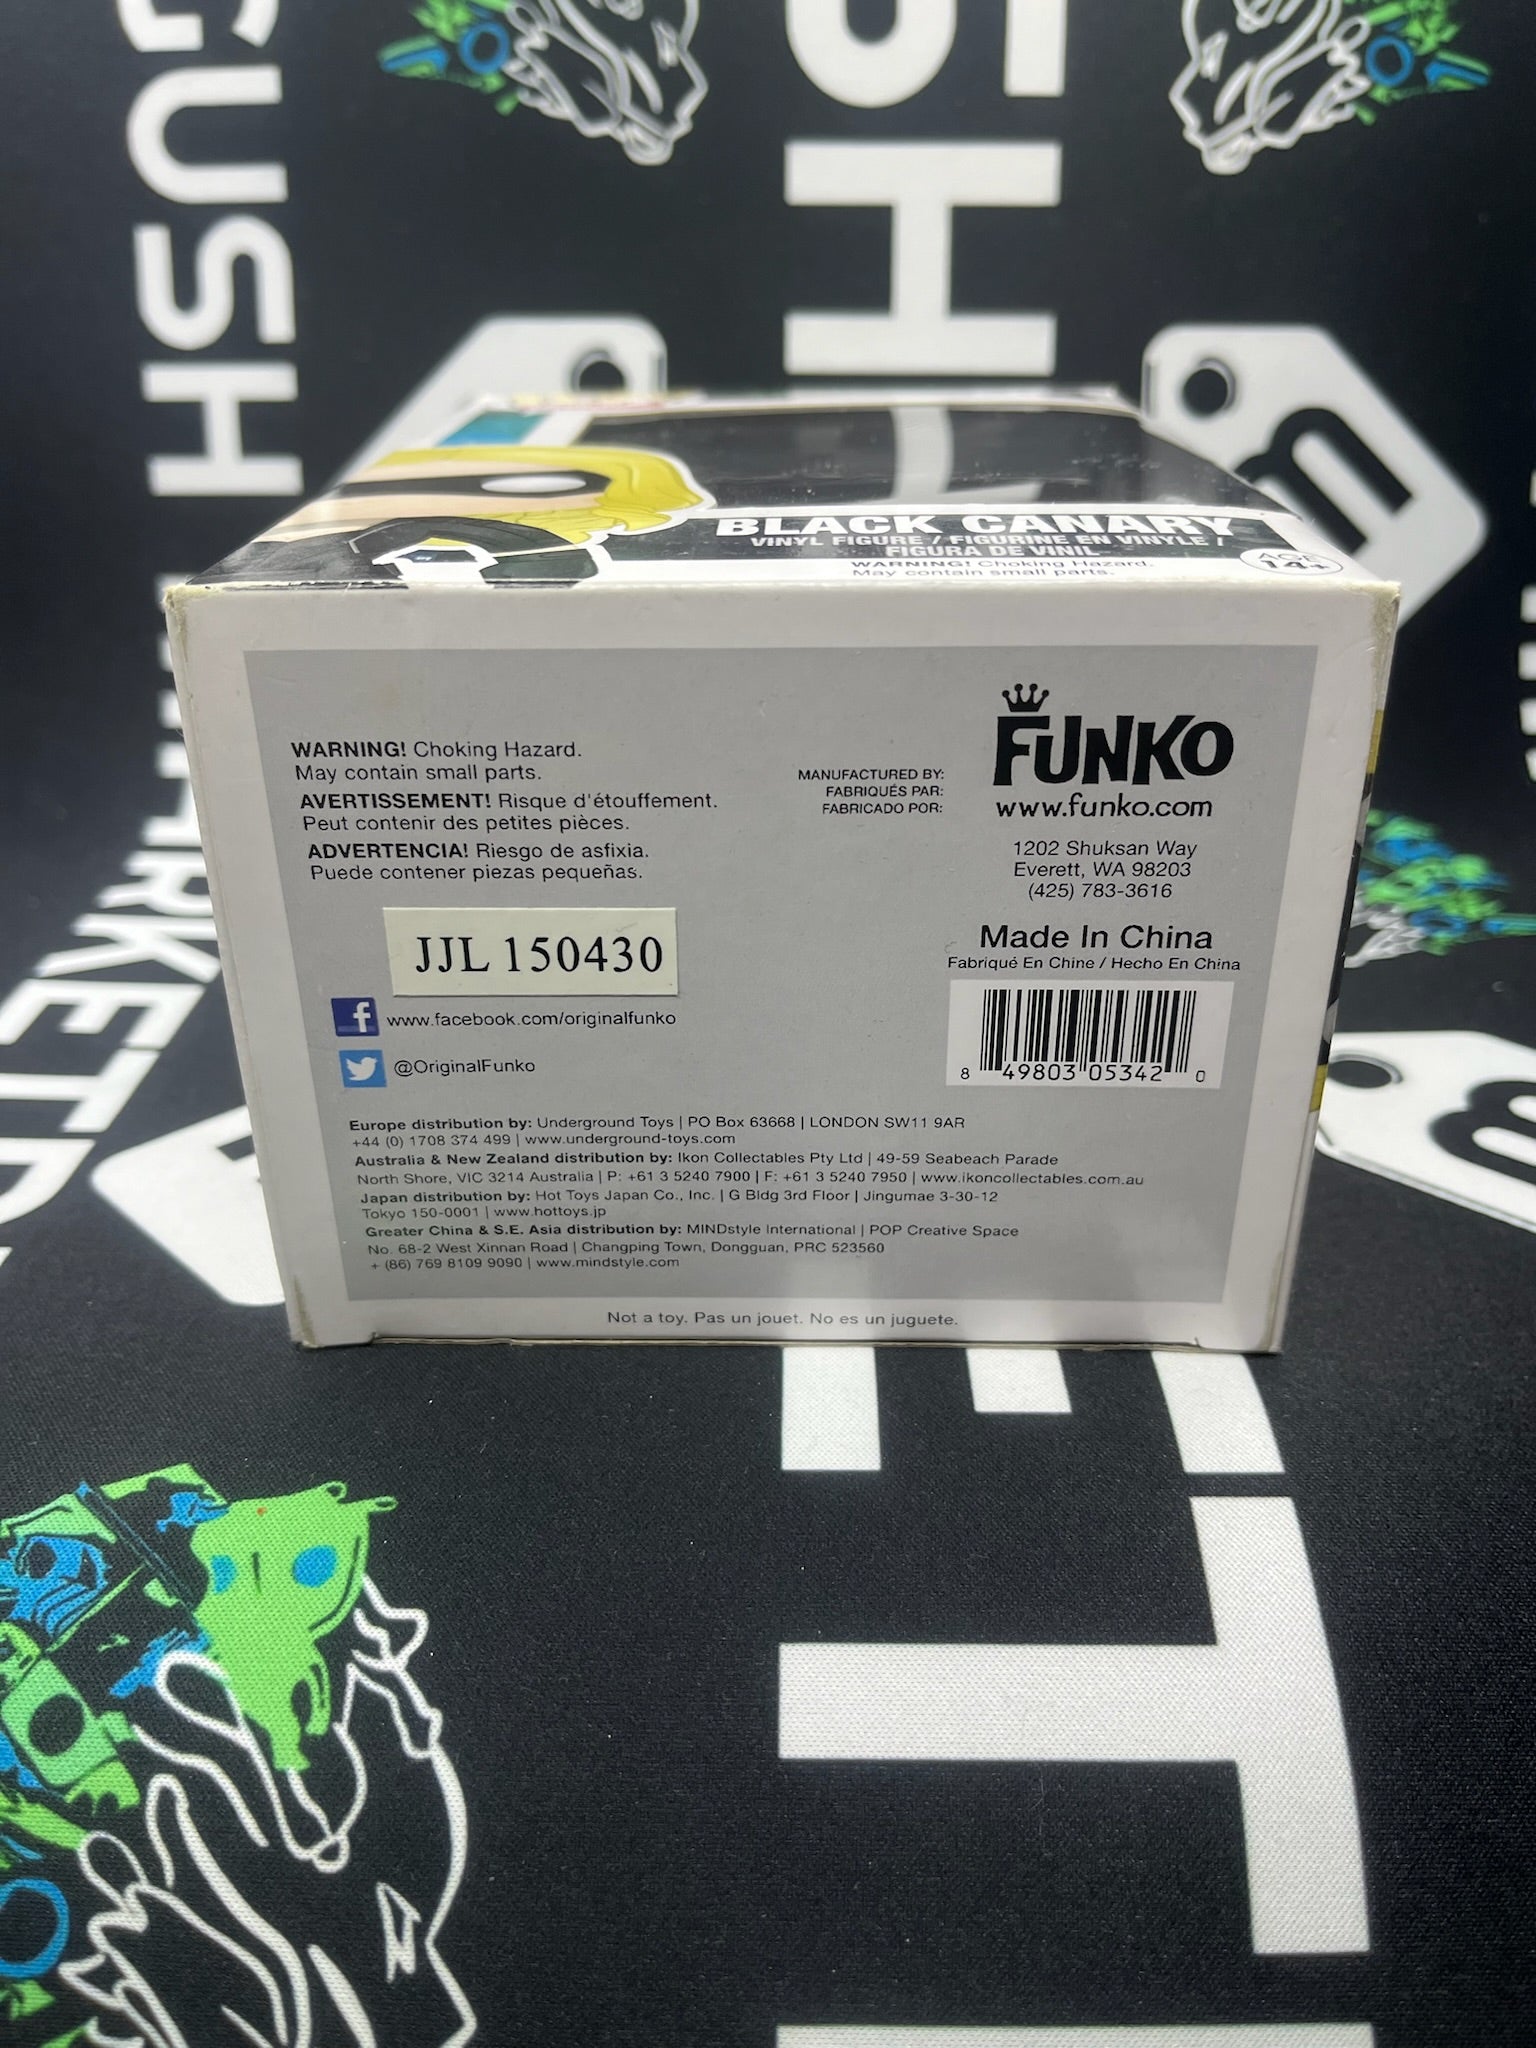 GUSH MARKETPL
SH
BLACK CANARY
VINYL FIGURE / FIGURINE EN VINYLE /
FIGURA DE VINIL
WARNING! Choking Hazard.
May contain small parts.
AGE
14+
WARNING! Choking Hazard.
May contain small parts.
AVERTISSEMENT! Risque d'étouffement.
Peut contenir des petites pièces.
ADVERTENCIA! Riesgo de asfixia.
Puede contener piezas pequeñas.
JJL 150430
f www.facebook.com/originalfunko
@OriginalFunko
MANUFACTURED BY:
FABRIQUÉS PAR:
FABRICADO POR:
FUNKO
www.funko.com
1202 Shuksan Way
Everett, WA 98203
(425) 783-3616
Made In China
Fabriqué En Chine / Hecho En China
8 49803 05342 0
Europe distribution by: Underground Toys | PO Box 63668 | LONDON SW11 9AR
+44 (0) 1708 374 499 | www.underground-toys.com
Australia & New Zealand distribution by: Ikon Collectables Pty Ltd | 49-59 Seabeach Parade
North Shore, VIC 3214 Australia | P: +61 3 5240 7900 | F: +61 3 5240 7950 | www.ikoncollectables.com.au
Japan distribution by: Hot Toys Japan Co., Inc. | G Bldg 3rd Floor | Jingumae 3-30-12
Tokyo 150-0001 | www.hottoys.jp
Greater China & S.E. Asia distribution by: MINDstyle International | POP Creative Space
No. 68-2 West Xinnan Road | Changping Town, Dongguan, PRC 523560
+ (86) 769 8109 9090 | www.mindstyle.com
Not a toy. Pas un jouet. No es un juguete.
ET